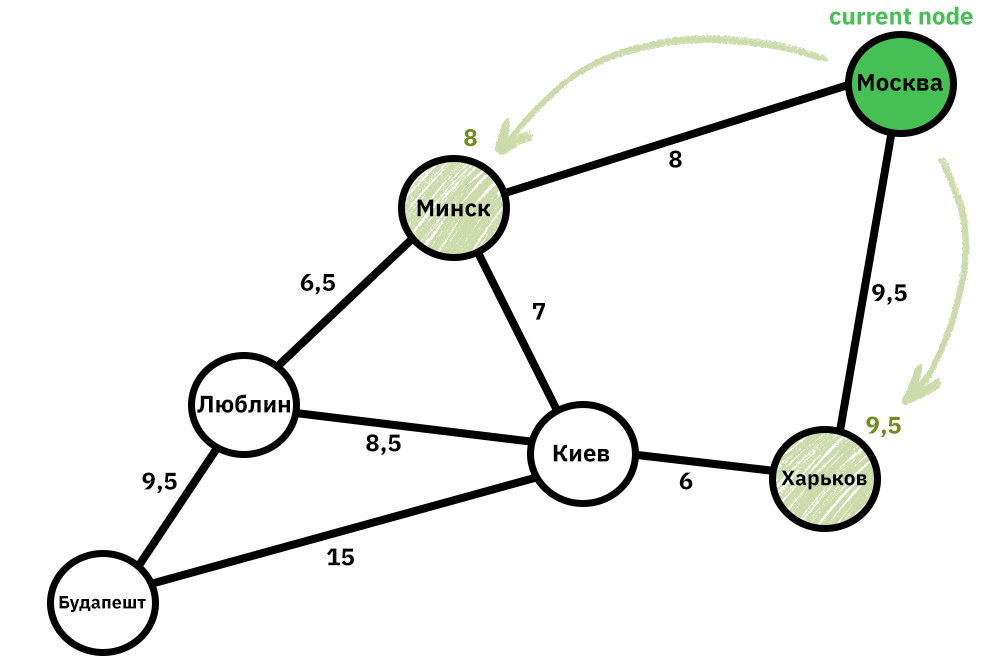 current node
Москва
8
8
Минск
6,5
7
9,5
Люблин
8,5
9,5
Киев
6
Харьков
9,5
15
Будапешт